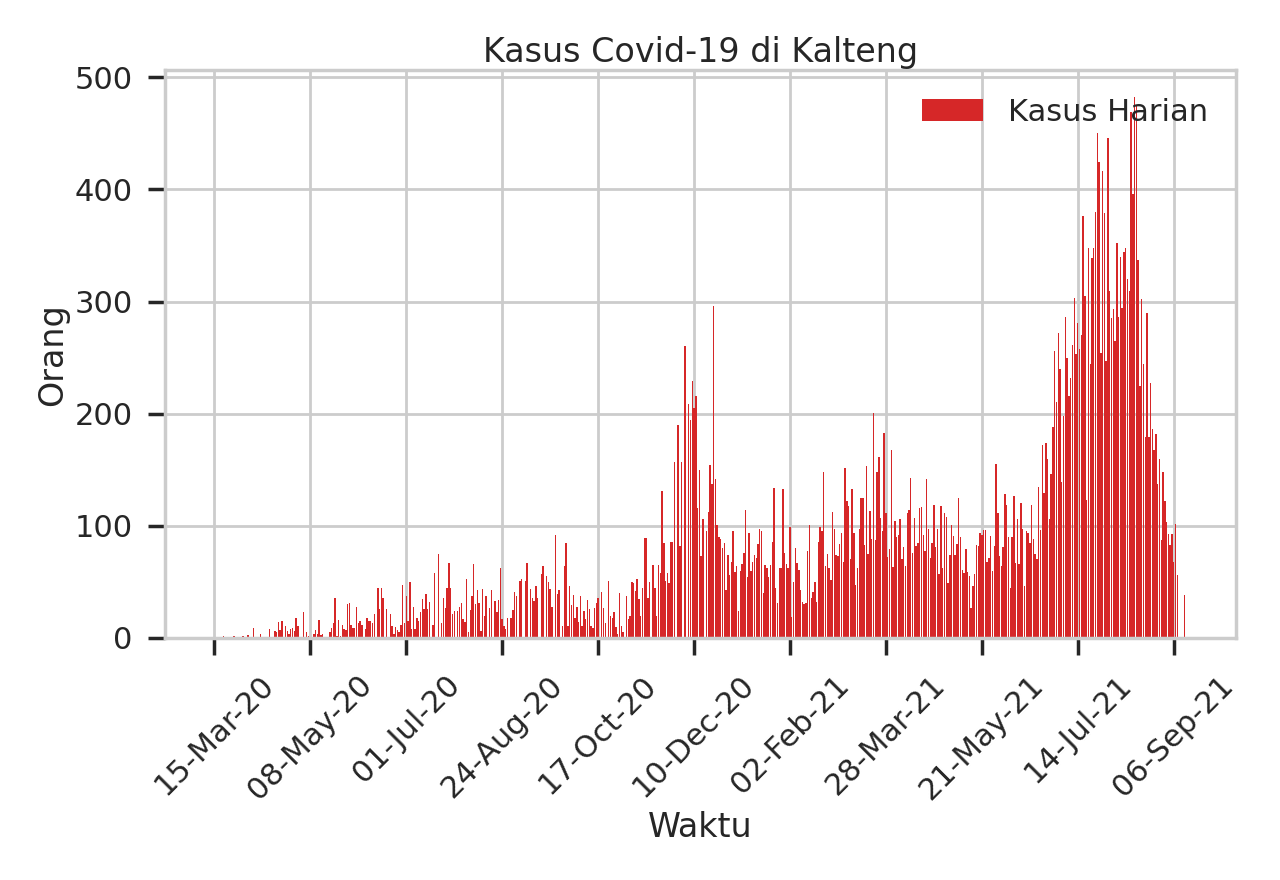 Kasus Covid-19 di Kalteng
500
400
300
200
100
0
Orang
Kasus Harian
15-Mar-20
08-May-20
01-Jul-20
24-Aug-20
17-Oct-20
10-Dec-20
02-Feb-21
28-Mar-21
21-May-21
14-Jul-21
06-Sep-21
Waktu